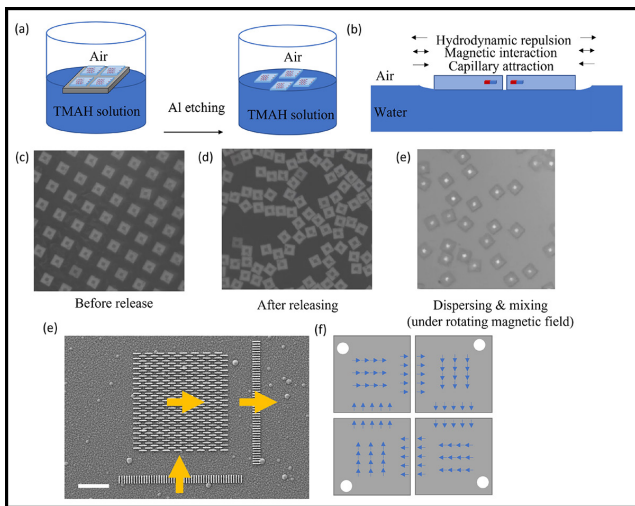 (a)
Air
TMAH solution
Al etching
Air
TMAH solution
(b)
Hydrodynamic repulsion
Magnetic interaction
Capillary attraction
Air
Water
(c)
(d)
(e)
Before release
After releasing
Dispersing & mixing
(under rotating magnetic field)
(e)
(f)